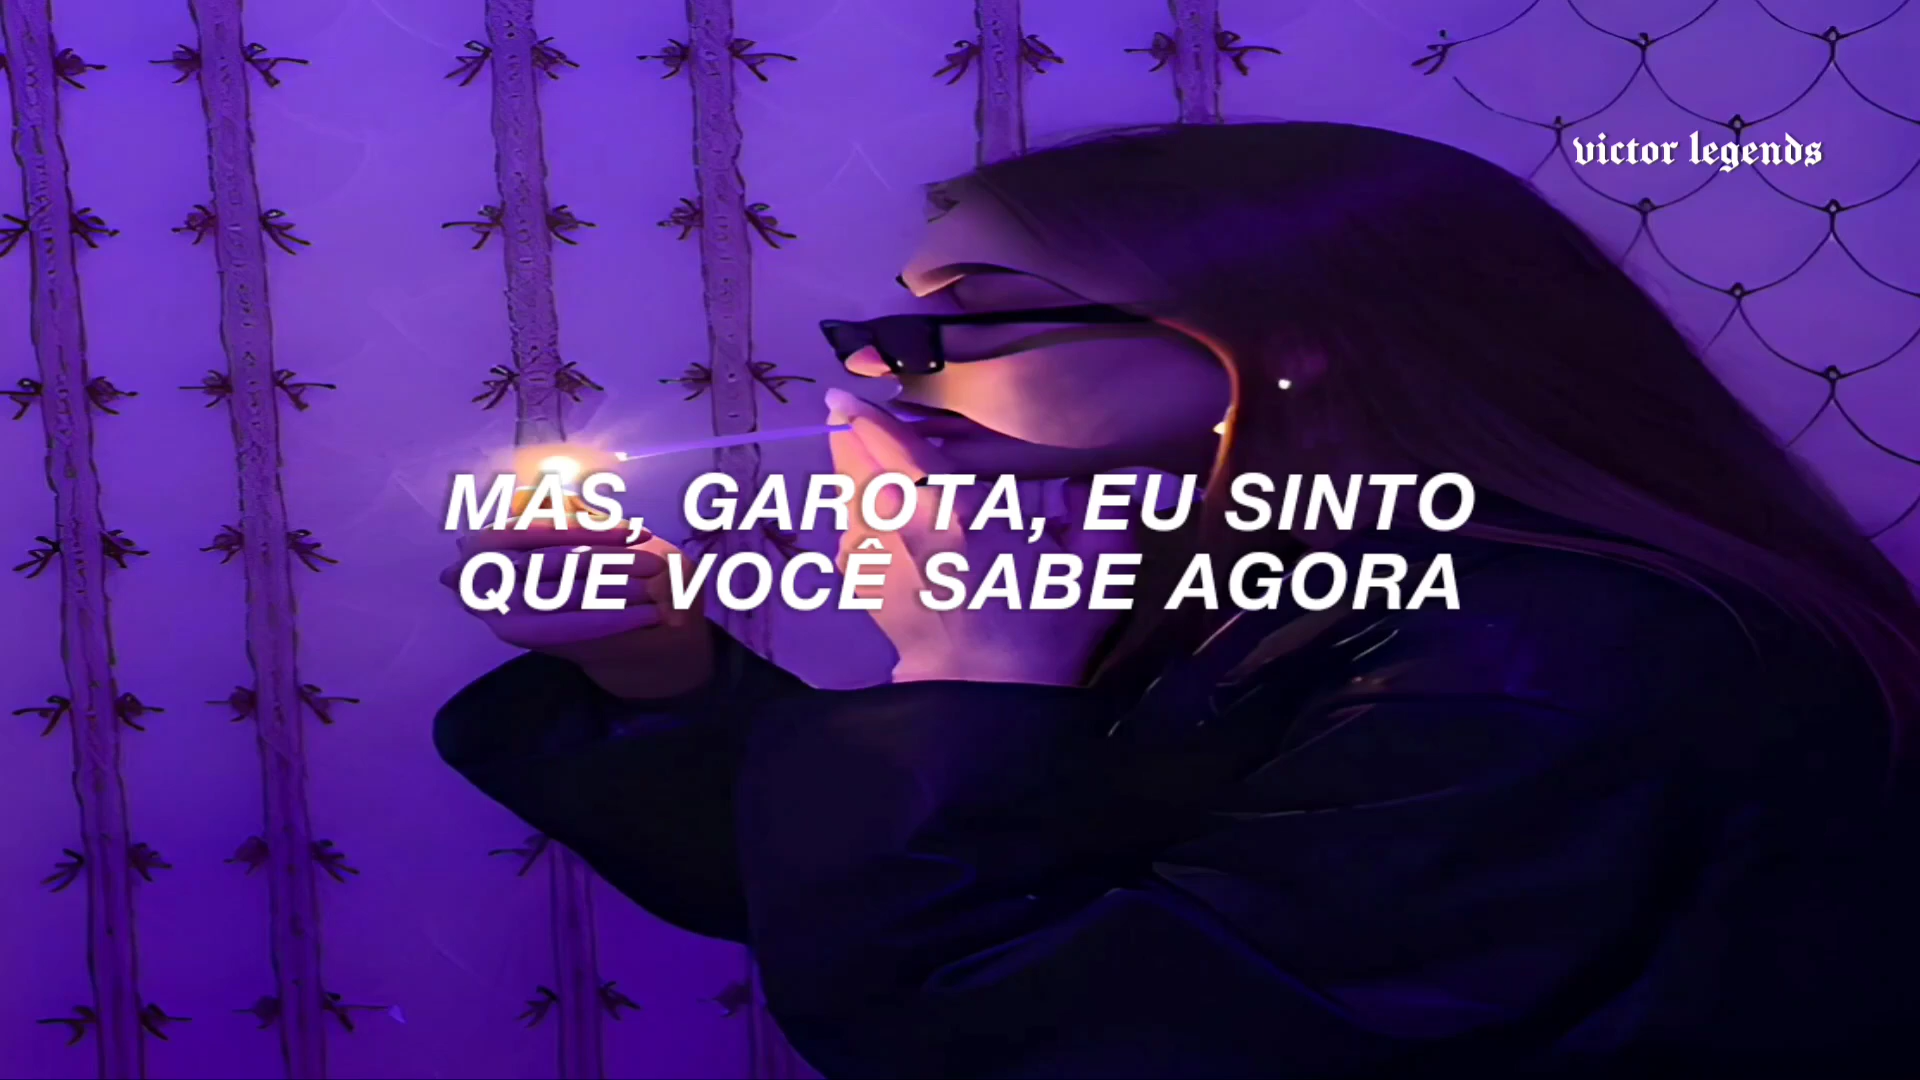 victor legends
MAS, GAROTA, EU SINTO
QUE VOCÊ SABE AGORA